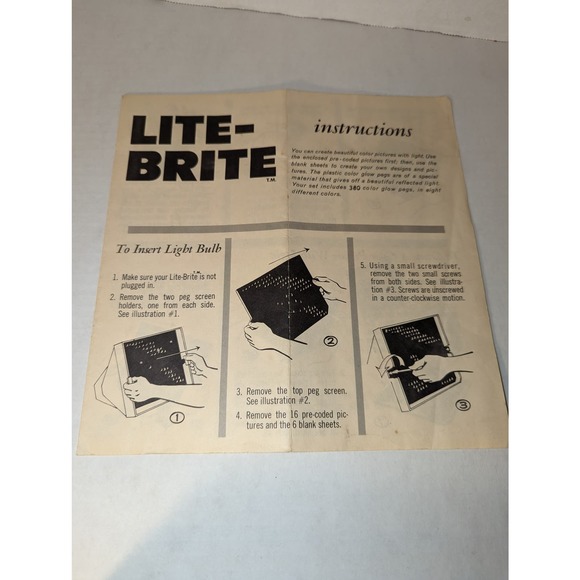 LITE-
BRITE T.M.
instructions
You can create beautiful color pictures with light. Use
the enclosed pre-coded pictures first; then, use the
blank sheets to create your own designs and pic-
tures. The plastic color glow pegs are of a special
material that gives off a beautiful reflected light.
Your set includes 380 color glow pegs, in eight
different colors.
To Insert Light Bulb
1. Make sure your Lite-Brite is not
plugged in.
2. Remove the two peg screen
holders, one from each side.
See illustration #1.
1
2
3. Remove the top peg screen.
See illustration #2.
4. Remove the 16 pre-coded pic-
tures and the 6 blank sheets.
5. Using a small screwdriver,
remove the two small screws
from both sides. See illustra-
tion #3. Screws are unscrewed
in a counter-clockwise motion.
3